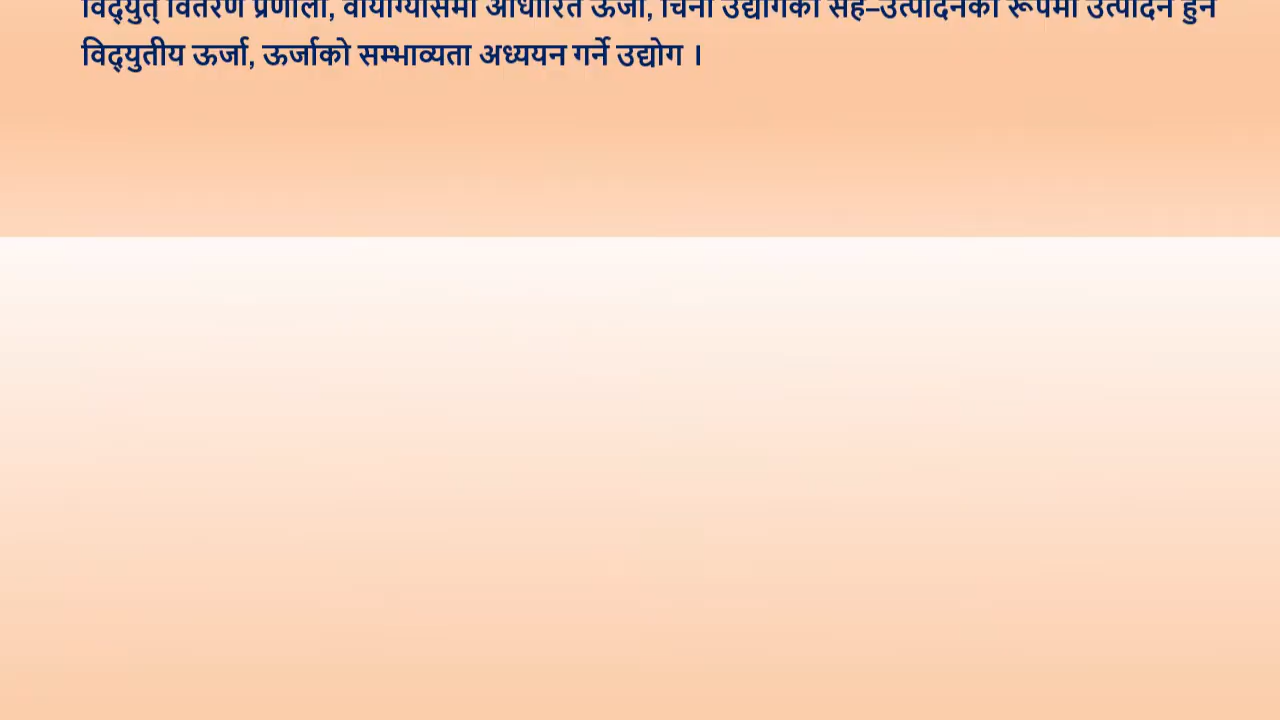 विद्युत् वितरण प्रणाली, वायोग्यासमा आधारित ऊर्जा, चिनी उद्योगको सह–उत्पादनको रूपमा उत्पादन हुने
विद्युतीय ऊर्जा, ऊर्जाको सम्भाव्यता अध्ययन गर्ने उद्योग ।